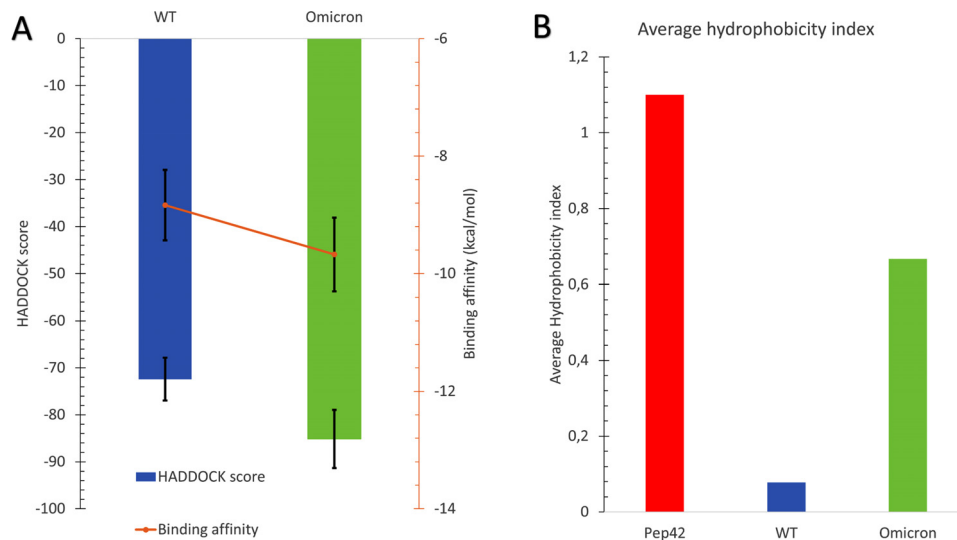 A
WT
Omicron
0
-10
-20
-30
-40
-50
-60
-70
-80
-90
-100
HADDOCK score
-6
-8
-10
-12
-14
Binding affinity (kcal/mol)
HADDOCK score
Binding affinity
B
Average hydrophobicity index
1,2
1
0,8
0,6
0,4
0,2
0
Average Hydrophobicity index
Pep42
WT
Omicron